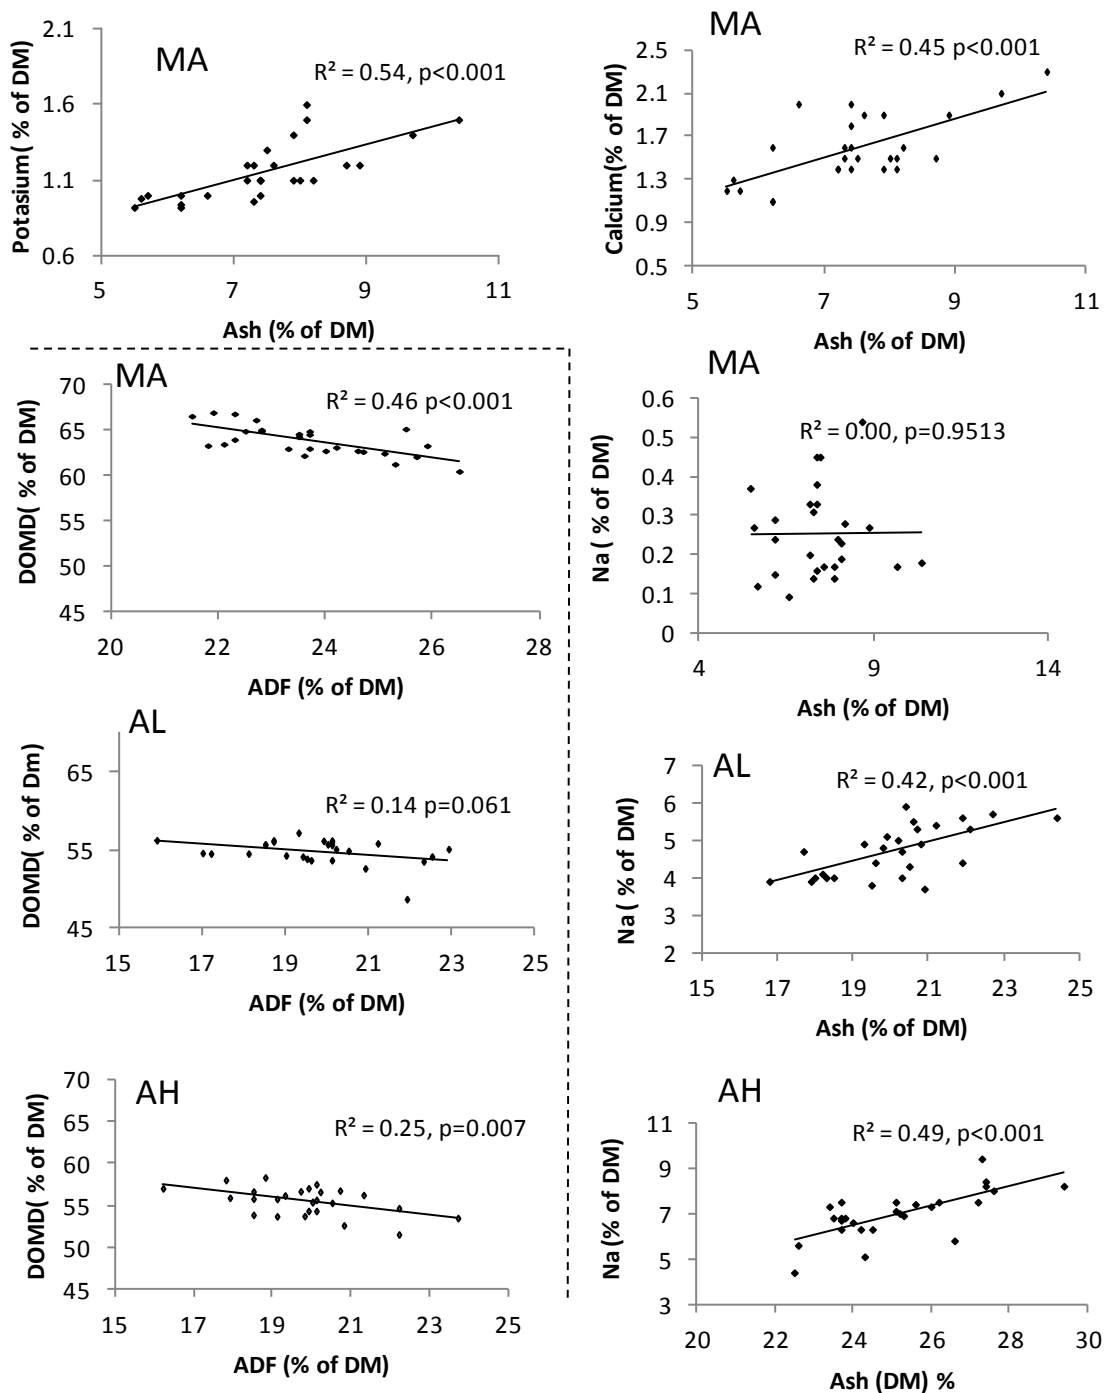 MA
R² = 0.54, p<0.001
Potasium( % of DM)
2.1
1.6
1.1
0.6
5 7 9 11
Ash (% of DM)
MA
R² = 0.45 p<0.001
Calcium(% of DM)
2.5
2.1
1.7
1.3
0.9
0.5
5 7 9 11
Ash (% of DM)
MA
R² = 0.46 p<0.001
DOMD( % of DM)
70
65
60
55
50
45
20 22 24 26 28
ADF (% of DM)
MA
R² = 0.00, p=0.9513
Na ( % of DM)
0.6
0.5
0.4
0.3
0.2
0.1
0
4 9 14
Ash (% of DM)
AL
R² = 0.14 p=0.061
DOMD( % of Dm)
65
55
45
15 17 19 21 23 25
ADF (% of DM)
AL
R² = 0.42, p<0.001
Na ( % of DM)
7
6
5
4
3
2
15 17 19 21 23 25
Ash (% of DM)
AH
R² = 0.25, p=0.007
DOMD( % of DM)
70
65
60
55
50
45
15 17 19 21 23 25
ADF (% of DM)
AH
R² = 0.49, p<0.001
Na (% of DM)
11
9
7
5
3
20 22 24 26 28 30
Ash (DM) %